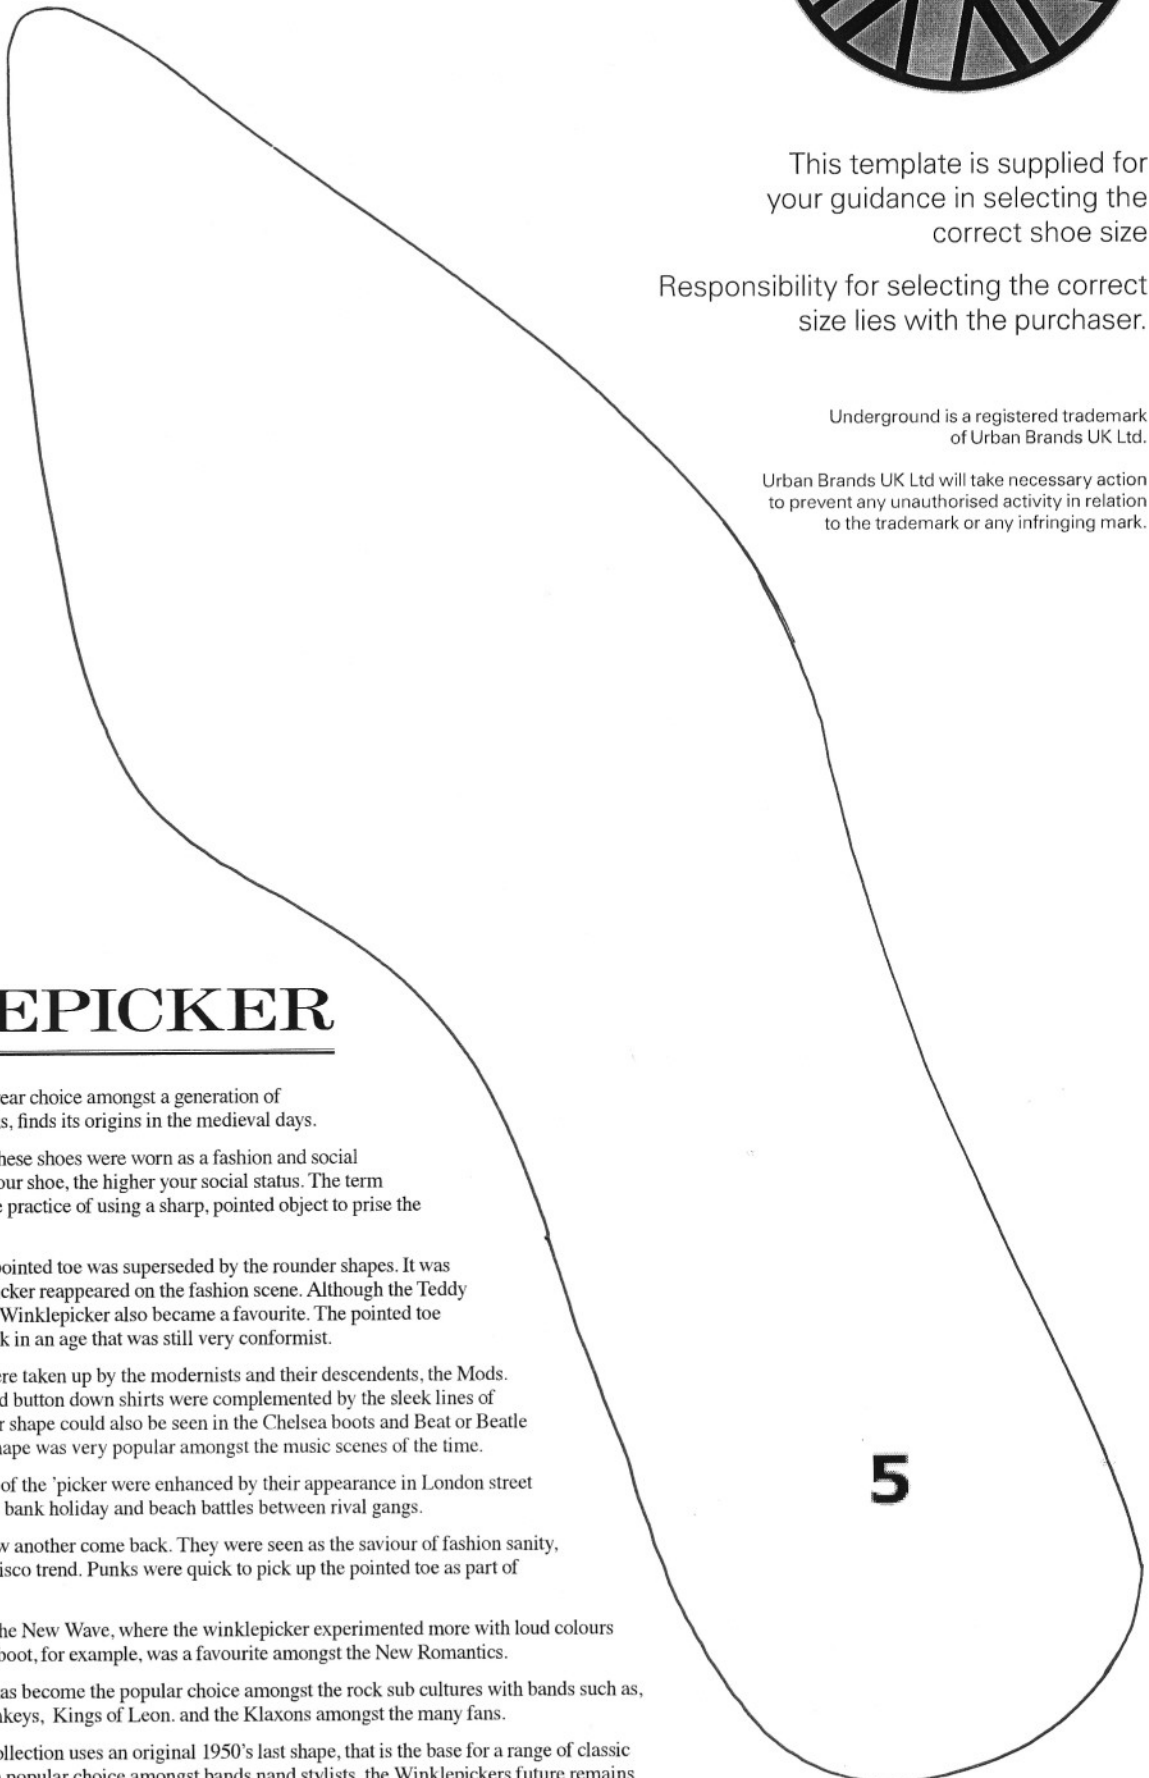 This template is supplied for
your guidance in selecting the
correct shoe size
Responsibility for selecting the correct
size lies with the purchaser.
Underground is a registered trademark
of Urban Brands UK Ltd.
Urban Brands UK Ltd will take necessary action
to prevent any unauthorised activity in relation
to the trademark or any infringing mark.
EPICKER
ear choice amongst a generation of
s, finds its origins in the medieval days.
hese shoes were worn as a fashion and social
our shoe, the higher your social status. The term
e practice of using a sharp, pointed object to prise the
pointed toe was superseded by the rounder shapes. It was
cker reappeared on the fashion scene. Although the Teddy
Winklepicker also became a favourite. The pointed toe
k in an age that was still very conformist.
re taken up by the modernists and their descendents, the Mods.
d button down shirts were complemented by the sleek lines of
r shape could also be seen in the Chelsea boots and Beat or Beatle
hape was very popular amongst the music scenes of the time.
of the 'picker were enhanced by their appearance in London street
bank holiday and beach battles between rival gangs.
w another come back. They were seen as the saviour of fashion sanity,
isco trend. Punks were quick to pick up the pointed toe as part of
he New Wave, where the winklepicker experimented more with loud colours
boot, for example, was a favourite amongst the New Romantics.
as become the popular choice amongst the rock sub cultures with bands such as,
nkeys, Kings of Leon. and the Klaxons amongst the many fans.
ollection uses an original 1950's last shape, that is the base for a range of classic
popular choice amongst bands nand stylists, the Winklepickers future remains
5